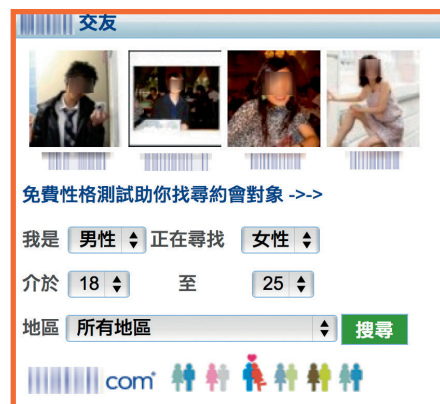 交友
免費性格測試助你找尋約會對象 ->->
我是 男性 正在尋找 女性
介於 18 至 25
地區 所有地區 搜尋
com